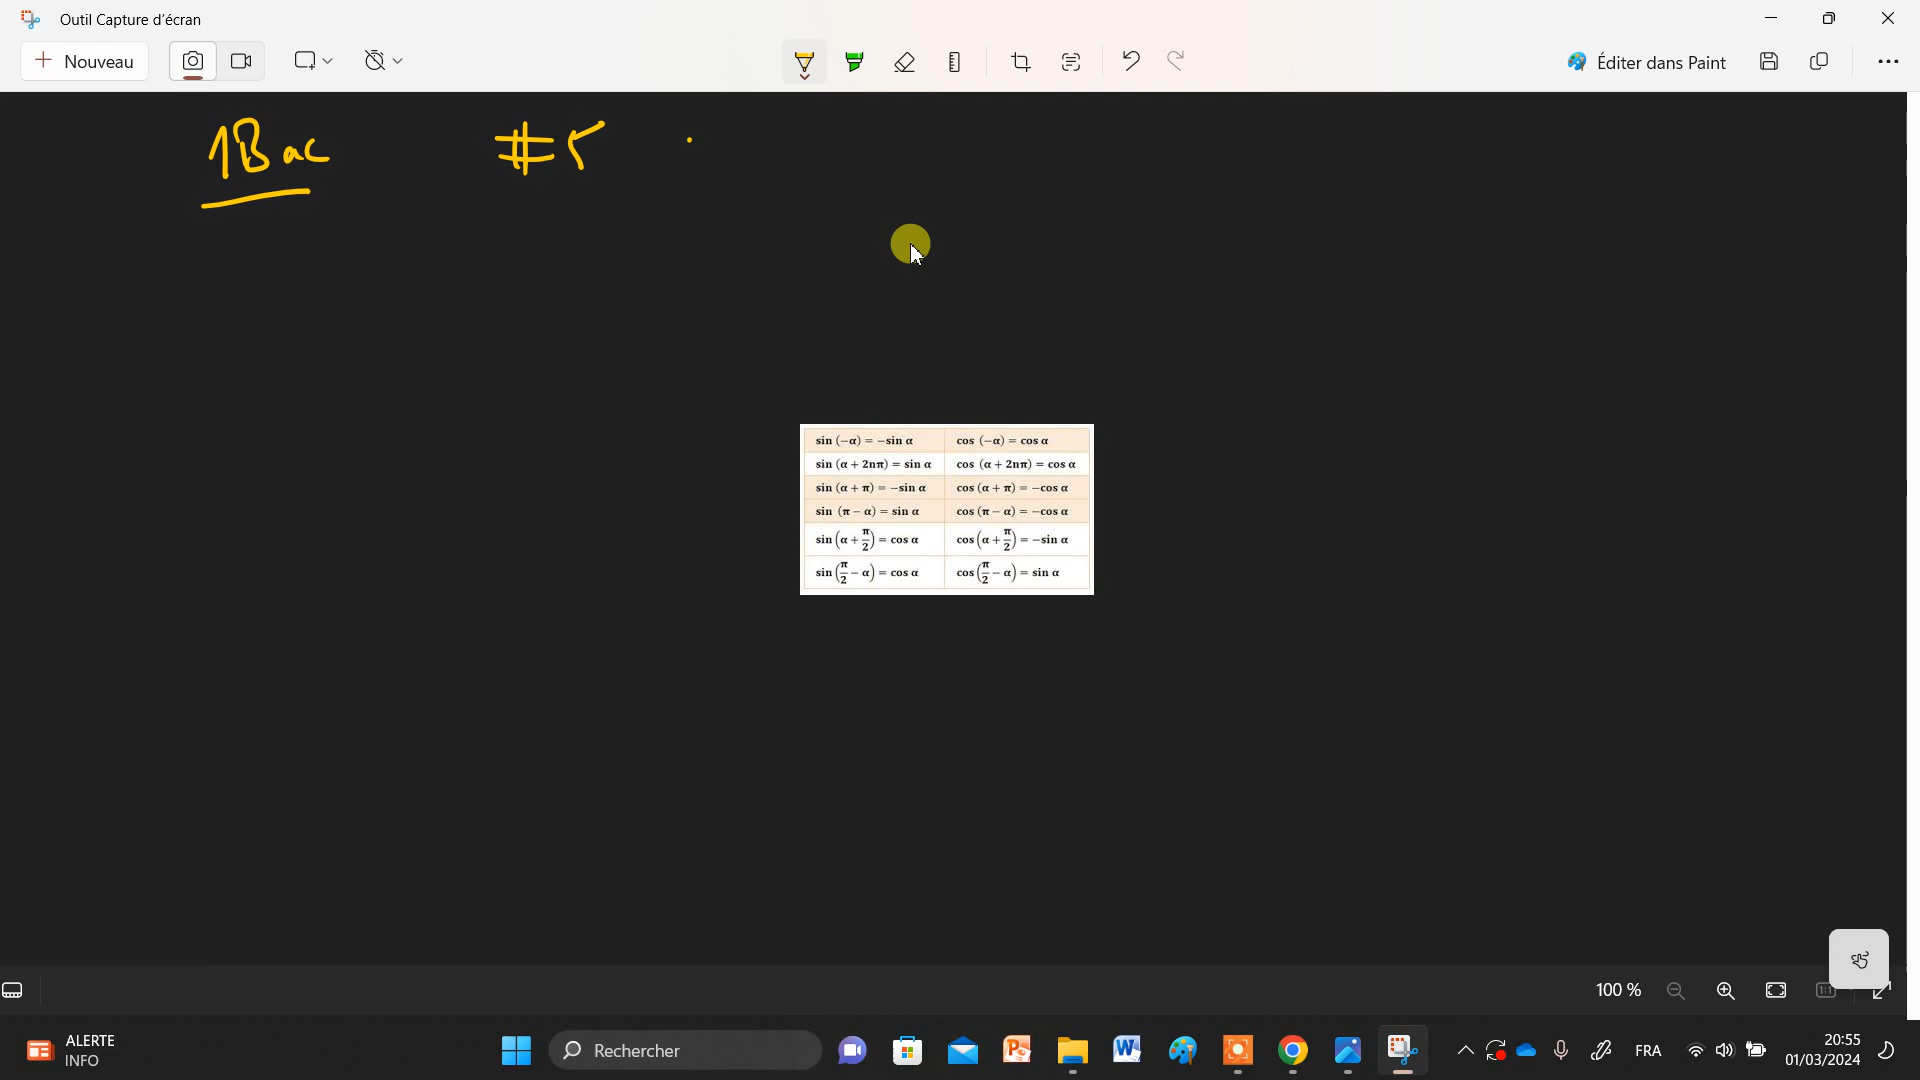 Outil Capture d'écran
Nouveau
Éditer dans Paint
1Bac #5
sin (−α) = −sin α cos (−α) = cos α
sin (α + 2nπ) = sin α cos (α + 2nπ) = cos α
sin (α + π) = −sin α cos (α + π) = −cos α
sin (π − α) = sin α cos (π − α) = −cos α
sin (α + π/2) = cos α cos (α + π/2) = −sin α
sin (π/2 − α) = cos α cos (π/2 − α) = sin α
100 %
1:1
ALERTE
INFO
Rechercher
FRA
20:55
01/03/2024